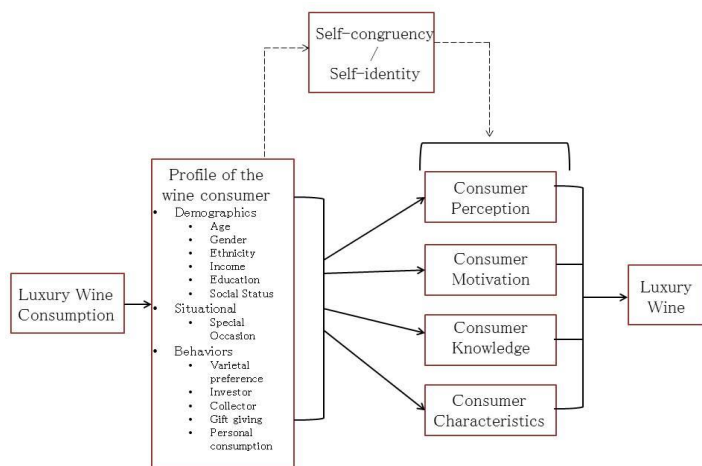 Self-congruency
/
Self-identity
Profile of the
wine consumer
• Demographics
• Age
• Gender
• Ethnicity
• Income
• Education
• Social Status
• Situational
• Special
Occasion
• Behaviors
• Varietal
preference
• Investor
• Collector
• Gift giving
• Personal
consumption
Luxury Wine
Consumption
Consumer
Perception
Consumer
Motivation
Consumer
Knowledge
Consumer
Characteristics
Luxury
Wine